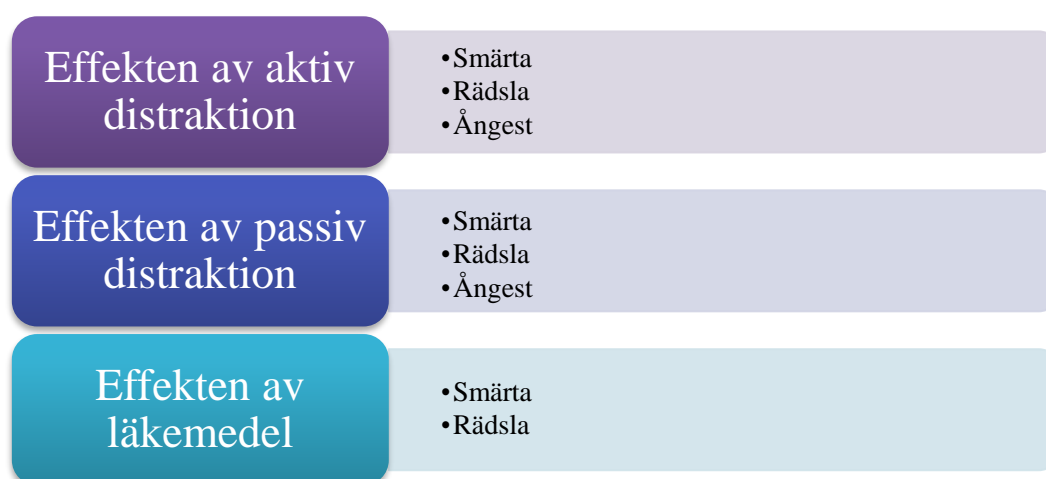 Effekten av aktiv
distraktion
•Smärta
•Rädsla
•Ångest
Effekten av passiv
distraktion
•Smärta
•Rädsla
•Ångest
Effekten av
läkemedel
•Smärta
•Rädsla